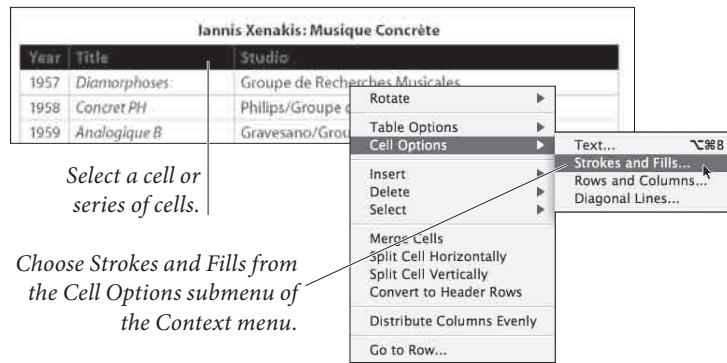 Iannis Xenakis: Musique Concrète
Year Title Studio
1957 Diamorphoses Groupe de Recherches Musicales
1958 Concret PH Philips/Groupe
1959 Analogique B Gravesano/Grou
Rotate
Table Options
Cell Options
Insert
Delete
Select
Merge Cells
Split Cell Horizontally
Split Cell Vertically
Convert to Header Rows
Distribute Columns Evenly
Go to Row...
Text... ⌥⌘B
Strokes and Fills...
Rows and Columns...
Diagonal Lines...
Select a cell or
series of cells.
Choose Strokes and Fills from
the Cell Options submenu of
the Context menu.